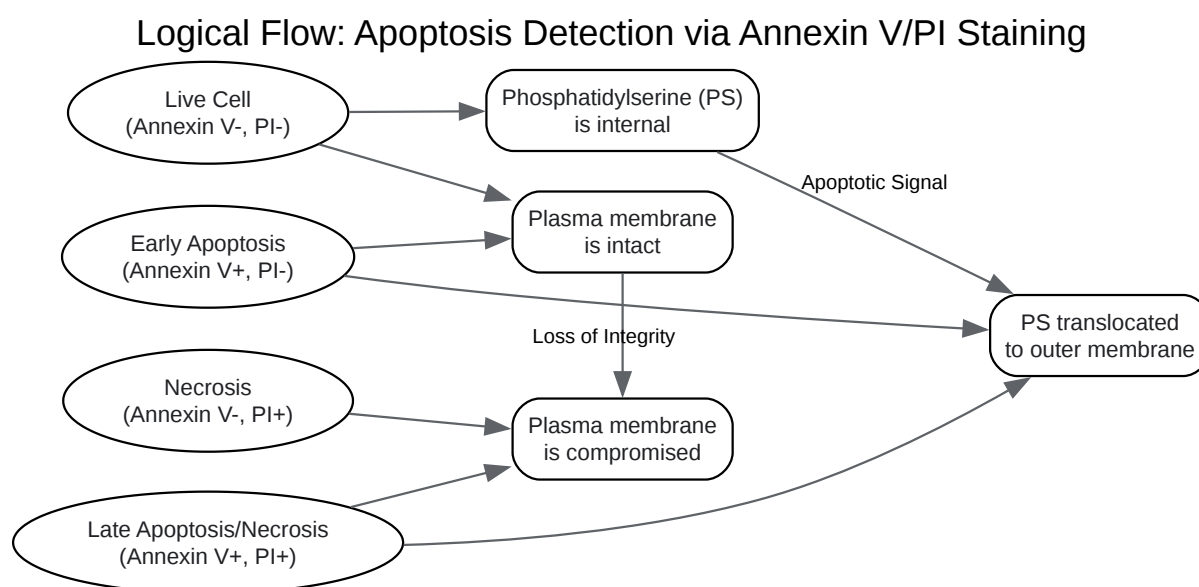 Logical Flow: Apoptosis Detection via Annexin V/PI Staining
Live Cell
(Annexin V-, PI-)
Phosphatidylserine (PS)
is internal
Apoptotic Signal
Early Apoptosis
(Annexin V+, PI-)
Plasma membrane
is intact
PS translocated
to outer membrane
Loss of Integrity
Necrosis
(Annexin V-, PI+)
Plasma membrane
is compromised
Late Apoptosis/Necrosis
(Annexin V+, PI+)